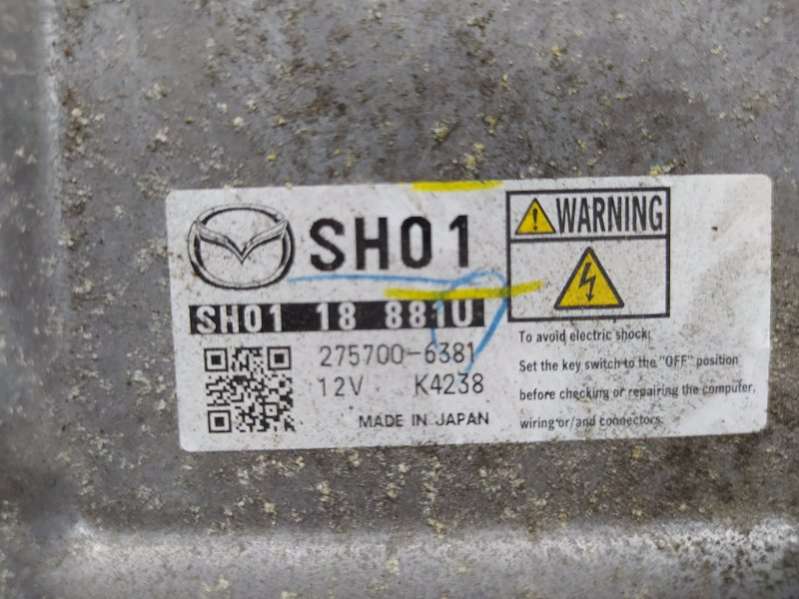 SH01
SH01 18 881U
275700-6381
12V K4238
MADE IN JAPAN
WARNING
To avoid electric shock:
Set the key switch to the "OFF" position
before checking or repairing the computer,
wiring or/and connectors.